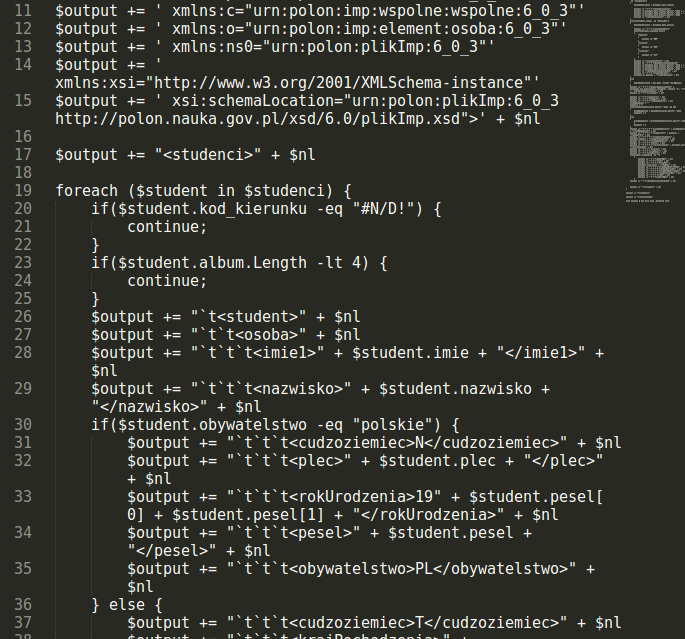 11 $output += ' xmlns:c="urn:polon:imp:wspolne:wspolne:6_0_3"'
12 $output += ' xmlns:o="urn:polon:imp:element:osoba:6_0_3"'
13 $output += ' xmlns:ns0="urn:polon:plikImp:6_0_3"'
14 $output += '
xmlns:xsi="http://www.w3.org/2001/XMLSchema-instance"'
15 $output += ' xsi:schemaLocation="urn:polon:plikImp:6_0_3
http://polon.nauka.gov.pl/xsd/6.0/plikImp.xsd">' + $nl
16
17 $output += "<studenci>" + $nl
18
19 foreach ($student in $studenci) {
20 if($student.kod_kierunku -eq "#N/D!") {
21 continue;
22 }
23 if($student.album.Length -lt 4) {
24 continue;
25 }
26 $output += "`t<student>" + $nl
27 $output += "`t`t<osoba>" + $nl
28 $output += "`t`t`t<imie1>" + $student.imie + "</imie1>" +
$nl
29 $output += "`t`t`t<nazwisko>" + $student.nazwisko +
"</nazwisko>" + $nl
30 if($student.obywatelstwo -eq "polskie") {
31 $output += "`t`t`t<cudzoziemiec>N</cudzoziemiec>" + $nl
32 $output += "`t`t`t<plec>" + $student.plec + "</plec>"
+ $nl
33 $output += "`t`t`t<rokUrodzenia>19" + $student.pesel[
0] + $student.pesel[1] + "</rokUrodzenia>" + $nl
34 $output += "`t`t`t<pesel>" + $student.pesel +
"</pesel>" + $nl
35 $output += "`t`t`t<obywatelstwo>PL</obywatelstwo>" +
$nl
36 } else {
37 $output += "`t`t`t<cudzoziemiec>T</cudzoziemiec>" + $nl
38 $output += "`t`t`t<krajPochodzenia>" +